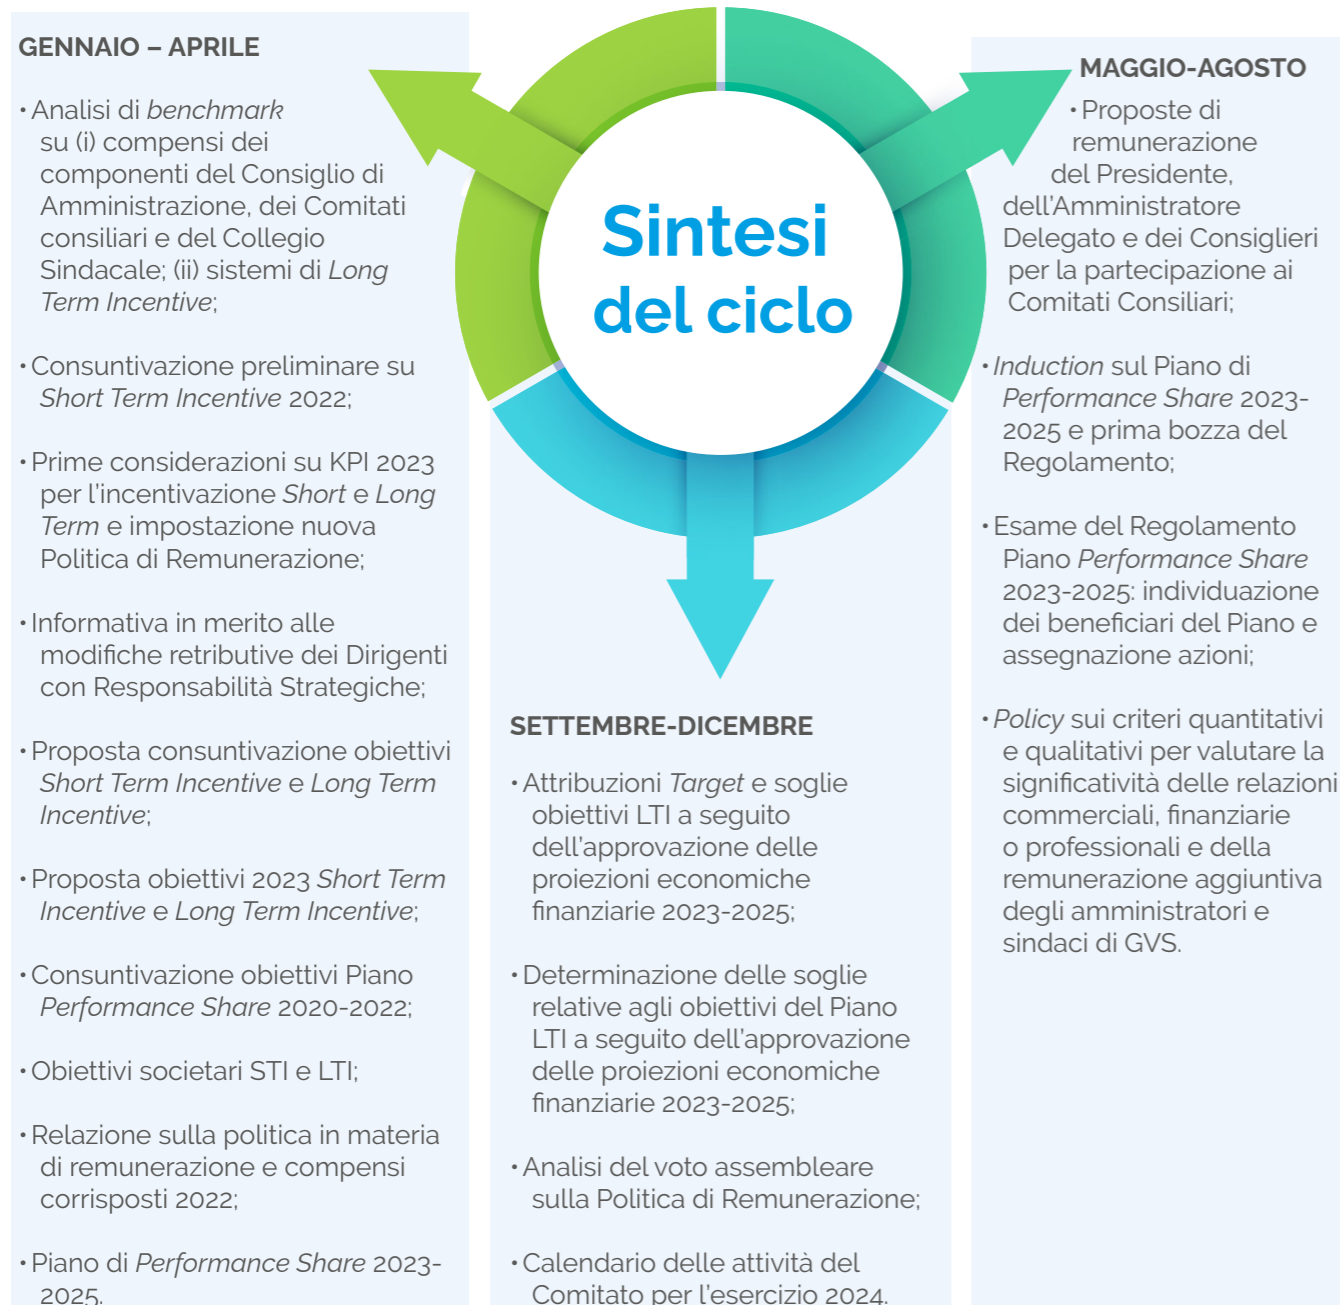 GENNAIO – APRILE
• Analisi di benchmark
su (i) compensi dei
componenti del Consiglio di
Amministrazione, dei Comitati
consiliari e del Collegio
Sindacale; (ii) sistemi di Long
Term Incentive;
• Consuntivazione preliminare su
Short Term Incentive 2022;
• Prime considerazioni su KPI 2023
per l'incentivazione Short e Long
Term e impostazione nuova
Politica di Remunerazione;
• Informativa in merito alle
modifiche retributive dei Dirigenti
con Responsabilità Strategiche;
• Proposta consuntivazione obiettivi
Short Term Incentive e Long Term
Incentive;
• Proposta obiettivi 2023 Short Term
Incentive e Long Term Incentive;
• Consuntivazione obiettivi Piano
Performance Share 2020-2022;
• Obiettivi societari STI e LTI;
• Relazione sulla politica in materia
di remunerazione e compensi
corrisposti 2022;
• Piano di Performance Share 2023-
2025.
Sintesi
del ciclo
MAGGIO-AGOSTO
• Proposte di
remunerazione
del Presidente,
dell'Amministratore
Delegato e dei Consiglieri
per la partecipazione ai
Comitati Consiliari;
• Induction sul Piano di
Performance Share 2023-
2025 e prima bozza del
Regolamento;
• Esame del Regolamento
Piano Performance Share
2023-2025: individuazione
dei beneficiari del Piano e
assegnazione azioni;
• Policy sui criteri quantitativi
e qualitativi per valutare la
significatività delle relazioni
commerciali, finanziarie
o professionali e della
remunerazione aggiuntiva
degli amministratori e
sindaci di GVS.
SETTEMBRE-DICEMBRE
• Attribuzioni Target e soglie
obiettivi LTI a seguito
dell'approvazione delle
proiezioni economiche
finanziarie 2023-2025;
• Determinazione delle soglie
relative agli obiettivi del Piano
LTI a seguito dell'approvazione
delle proiezioni economiche
finanziarie 2023-2025;
• Analisi del voto assembleare
sulla Politica di Remunerazione;
• Calendario delle attività del
Comitato per l'esercizio 2024.